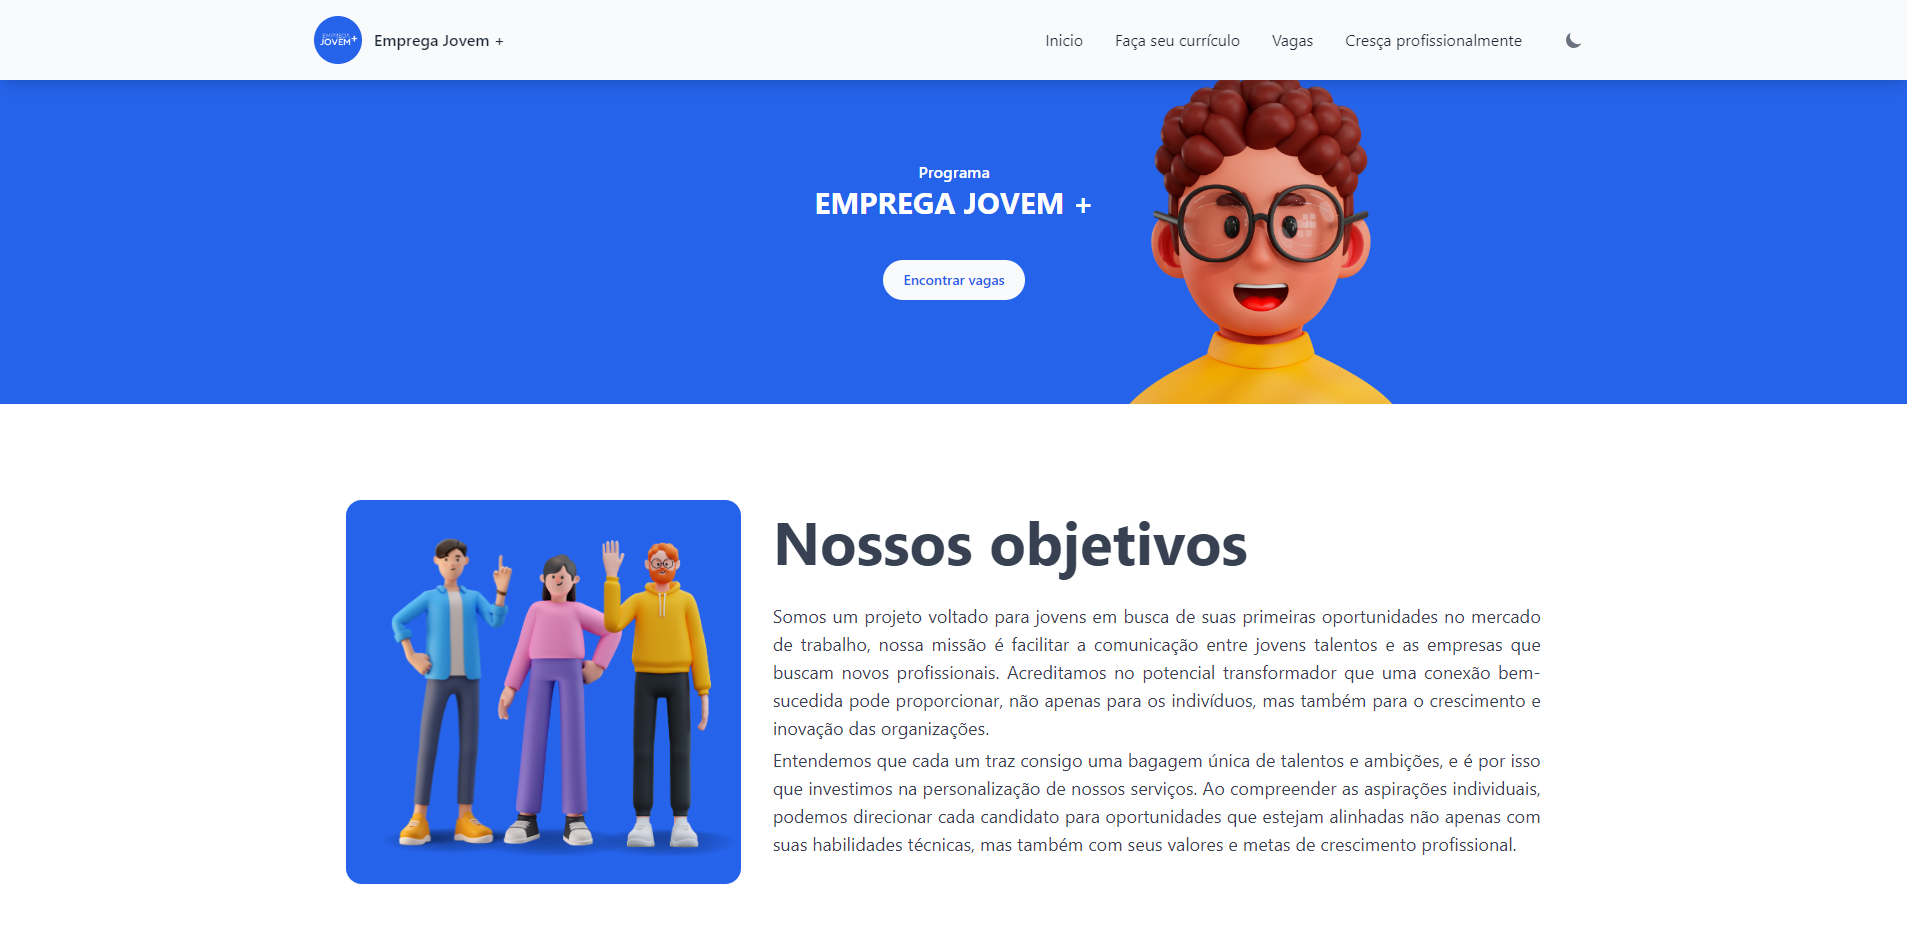 EMPREGA
JOVEM+
Emprega Jovem +
Inicio
Faça seu currículo
Vagas
Cresça profissionalmente
Programa
EMPREGA JOVEM +
Encontrar vagas
Nossos objetivos
Somos um projeto voltado para jovens em busca de suas primeiras oportunidades no mercado
de trabalho, nossa missão é facilitar a comunicação entre jovens talentos e as empresas que
buscam novos profissionais. Acreditamos no potencial transformador que uma conexão bem-
sucedida pode proporcionar, não apenas para os indivíduos, mas também para o crescimento e
inovação das organizações.
Entendemos que cada um traz consigo uma bagagem única de talentos e ambições, e é por isso
que investimos na personalização de nossos serviços. Ao compreender as aspirações individuais,
podemos direcionar cada candidato para oportunidades que estejam alinhadas não apenas com
suas habilidades técnicas, mas também com seus valores e metas de crescimento profissional.